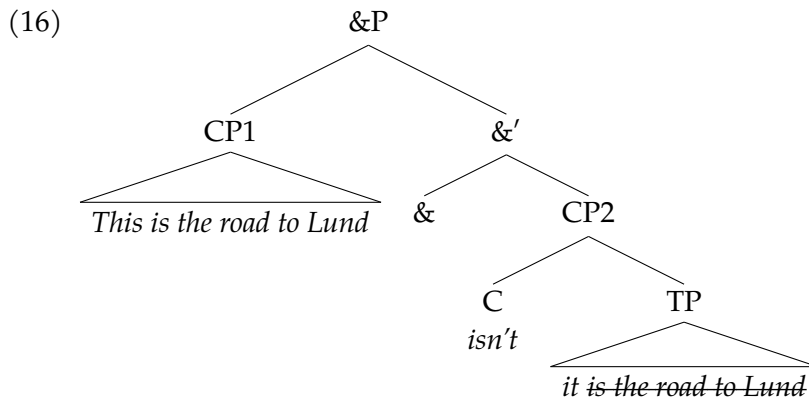 (16)
&P
CP1 &′
This is the road to Lund & CP2
C TP
isn't
it is the road to Lund